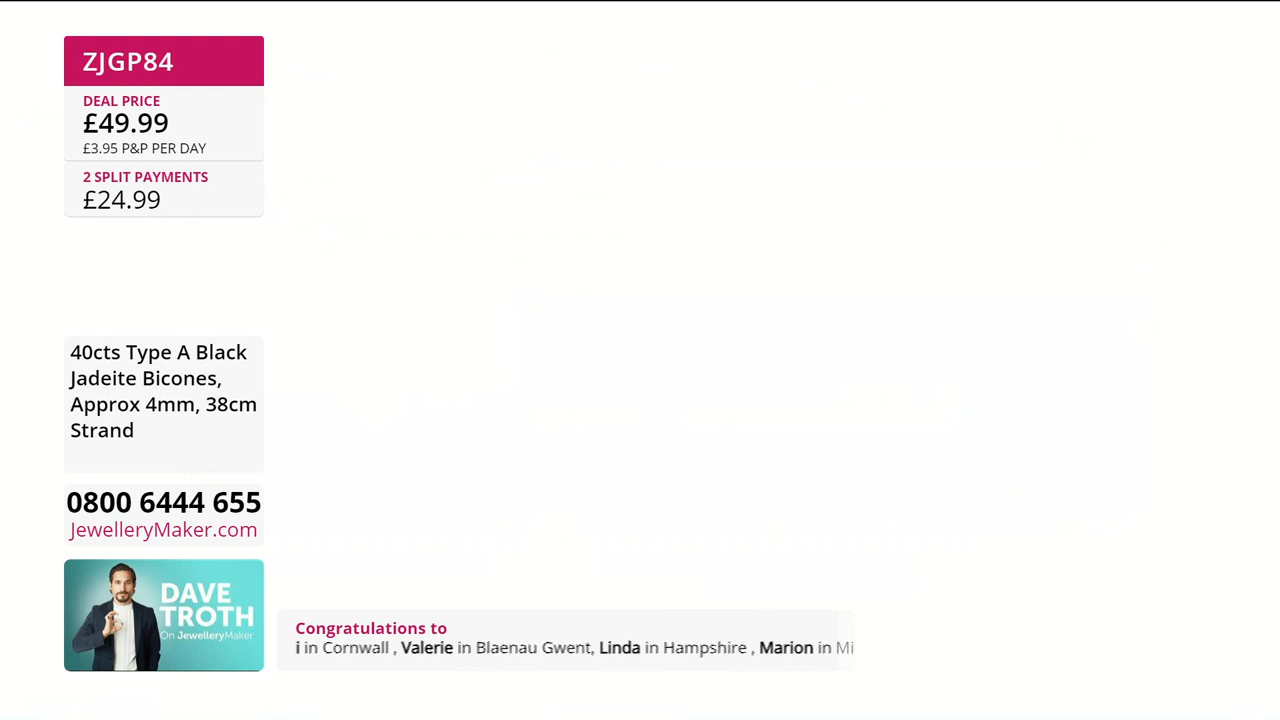 ZJGP84
DEAL PRICE
£49.99
£3.95 P&P PER DAY
2 SPLIT PAYMENTS
£24.99
40cts Type A Black
Jadeite Bicones,
Approx 4mm, 38cm
Strand
0800 6444 655
JewelleryMaker.com
DAVE
TROTH
On JewelleryMaker
Congratulations to
i in Cornwall , Valerie in Blaenau Gwent, Linda in Hampshire , Marion in Mi